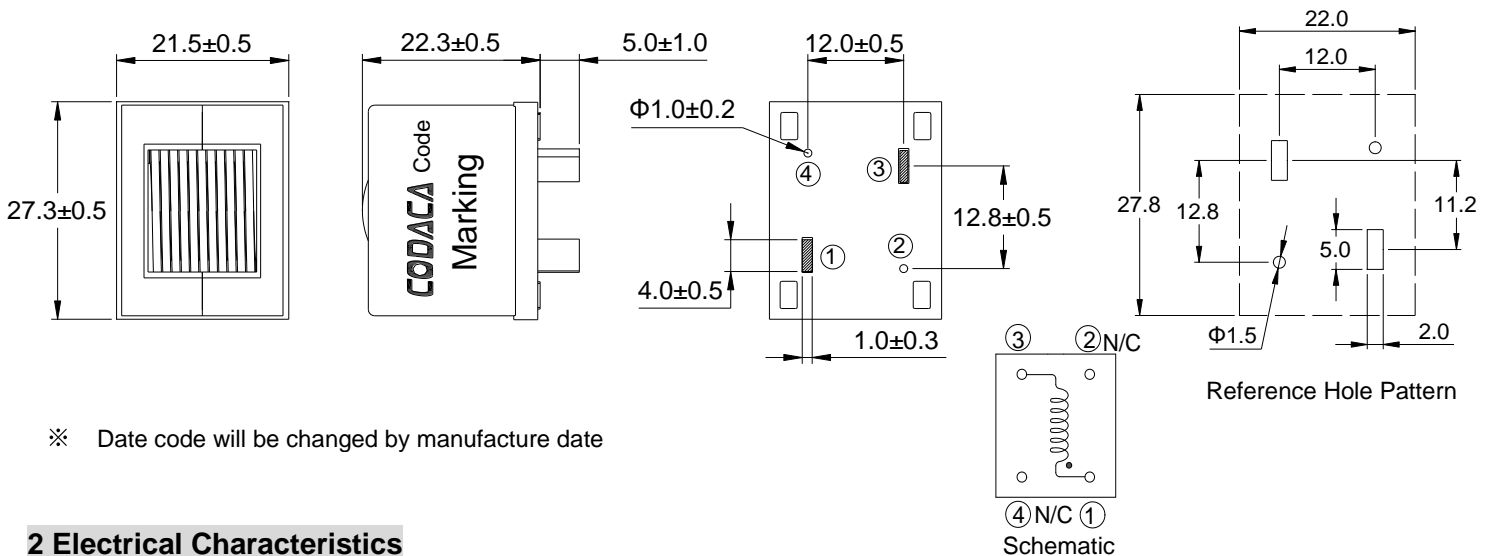 21.5±0.5
22.3±0.5
5.0±1.0
12.0±0.5
22.0
12.0
Φ1.0±0.2
④
③
27.3±0.5
CODACA Code
Marking
12.8±0.5
27.8
12.8
11.2
①
②
5.0
4.0±0.5
1.0±0.3
Φ1.5
2.0
③ ②N/C
Reference Hole Pattern
※ Date code will be changed by manufacture date
④N/C ①
Schematic
2 Electrical Characteristics